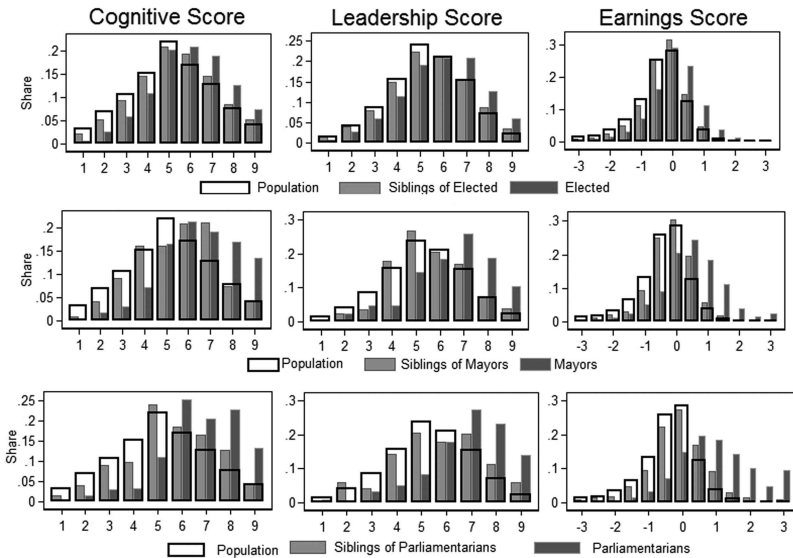 Cognitive Score Leadership Score Earnings Score
Share
.2
.15
.1
.05
0
1 2 3 4 5 6 7 8 9
.25
.2
.15
.1
.05
0
1 2 3 4 5 6 7 8 9
.3
.2
.1
0
-3 -2 -1 0 1 2 3
Population Siblings of Elected Elected
Share
.2
.15
.1
.05
0
1 2 3 4 5 6 7 8 9
.3
.2
.1
0
1 2 3 4 5 6 7 8 9
.3
.2
.1
0
-3 -2 -1 0 1 2 3
Population Siblings of Mayors Mayors
Share
.25
.2
.15
.1
.05
0
1 2 3 4 5 6 7 8 9
.3
.2
.1
0
1 2 3 4 5 6 7 8 9
.3
.2
.1
0
-3 -2 -1 0 1 2 3
Population Siblings of Parliamentarians Parliamentarians